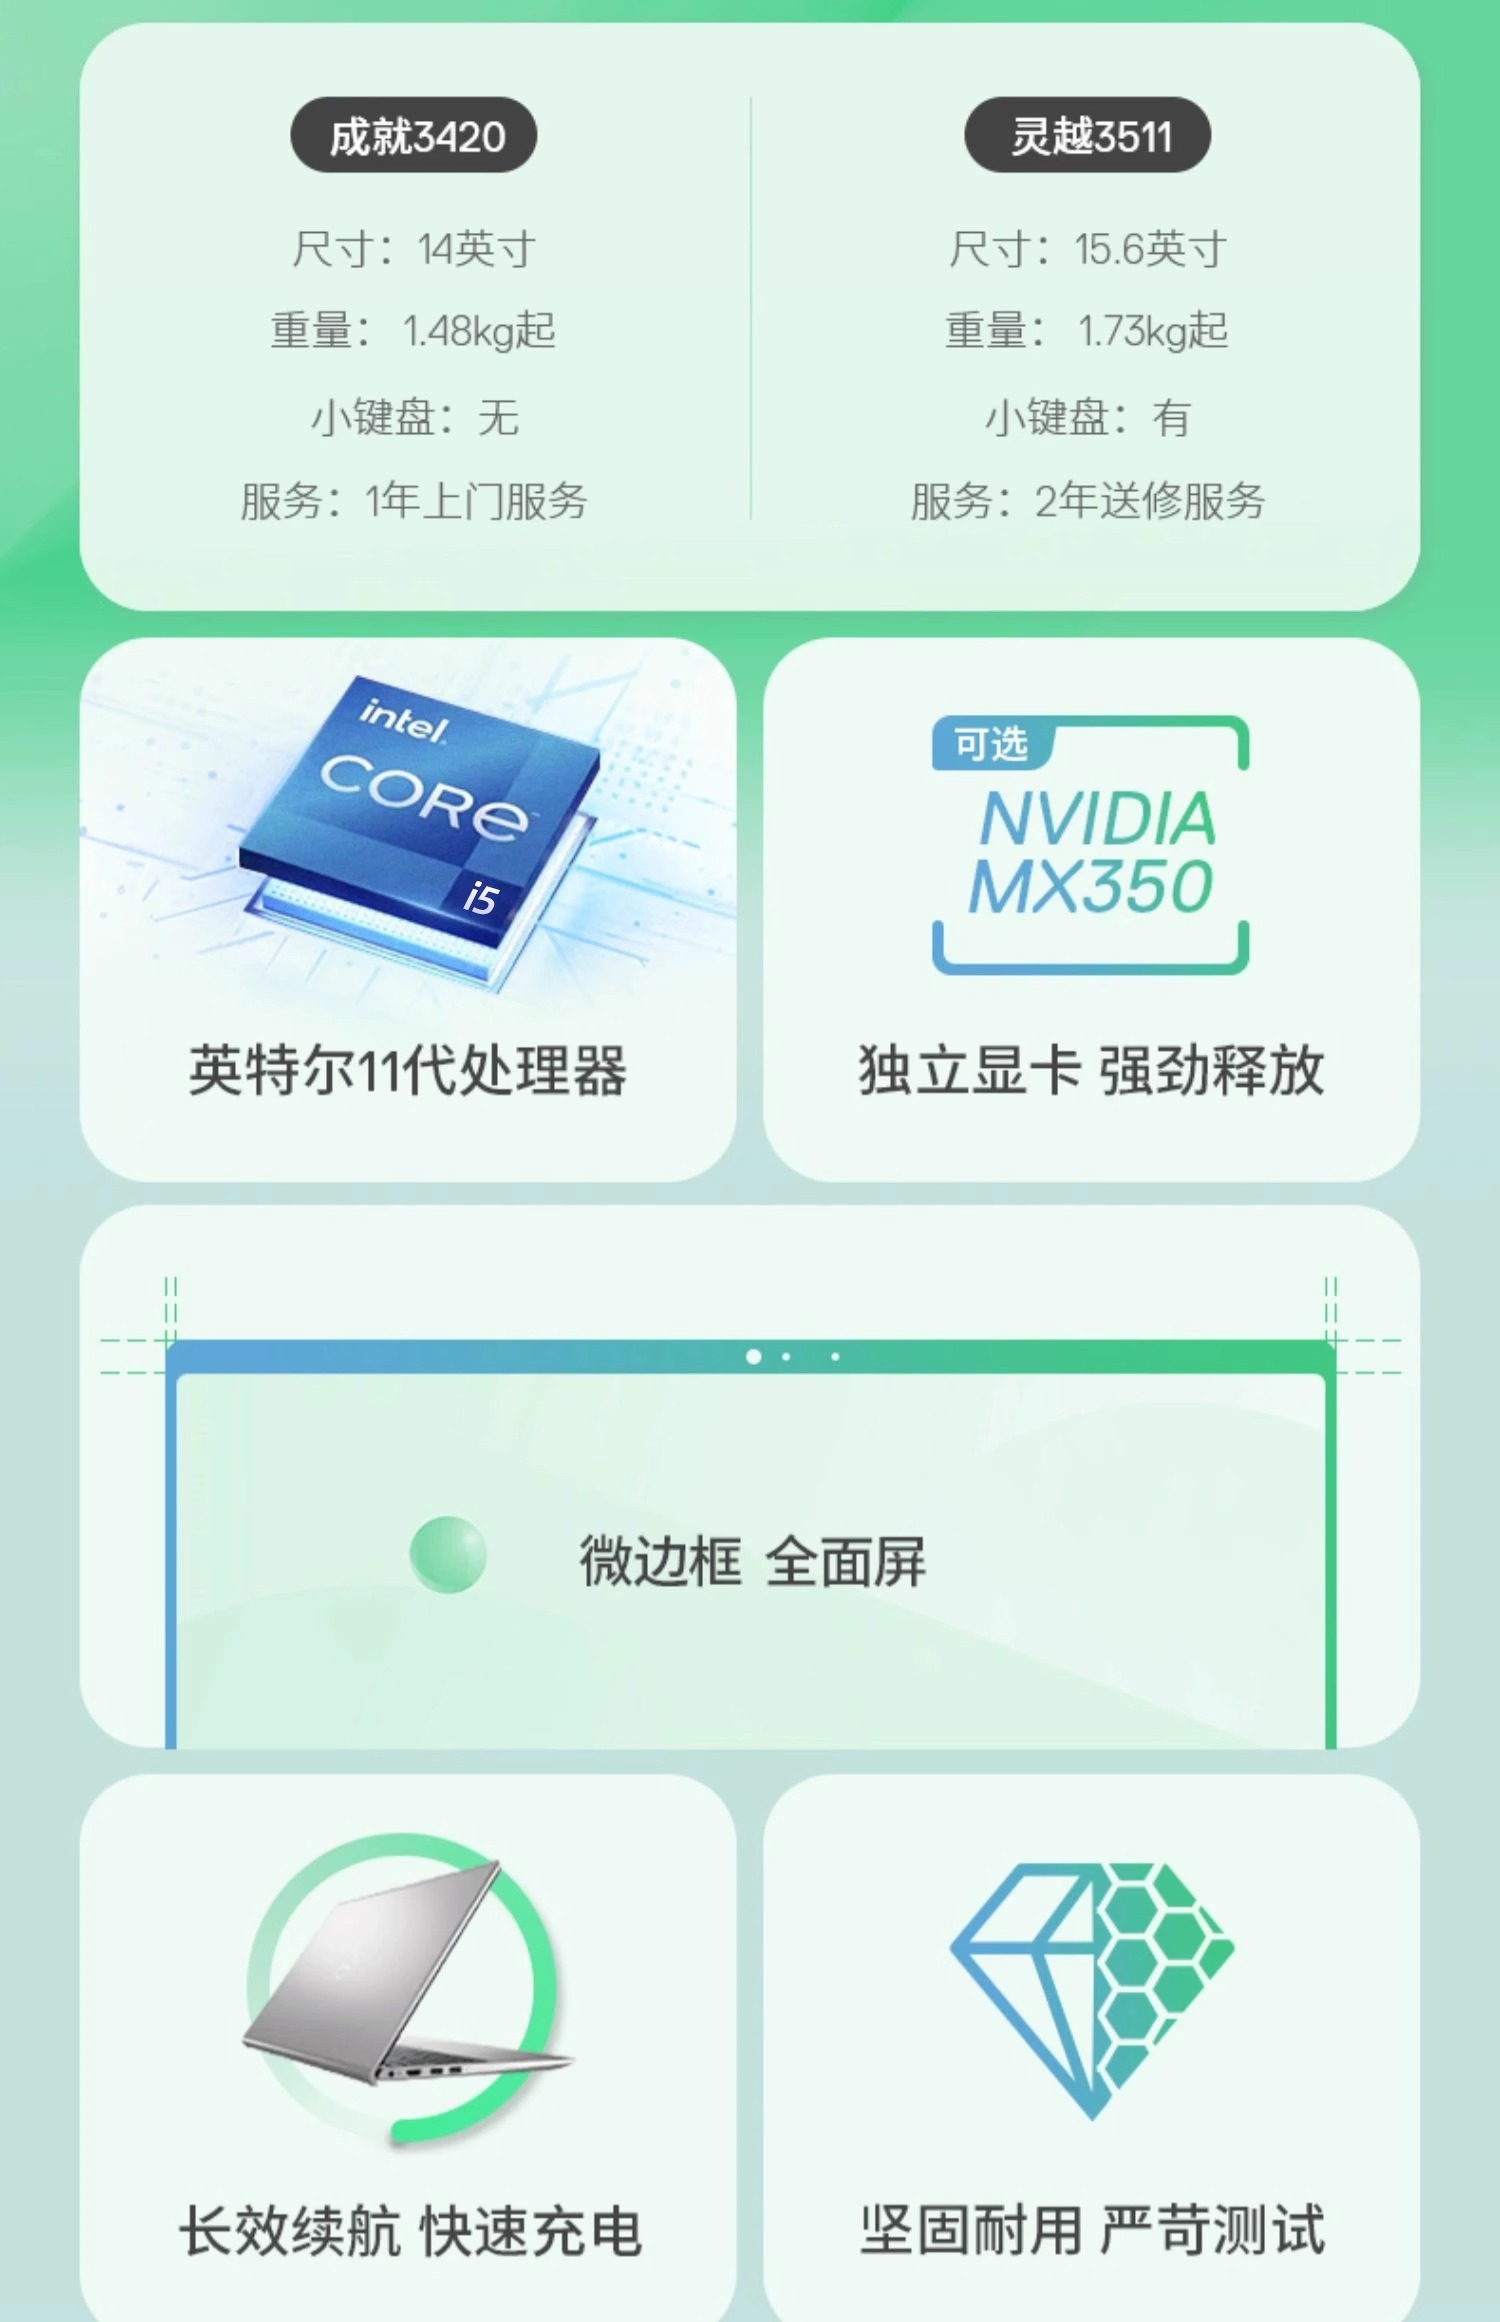 成就3420
尺寸：14英寸
重量： 1.48kg起
小键盘：无
服务：1年上门服务
灵越3511
尺寸：15.6英寸
重量： 1.73kg起
小键盘：有
服务：2年送修服务
intel
CORe
i5
英特尔11代处理器
可选
NVIDIA
MX350
独立显卡 强劲释放
微边框 全面屏
长效续航 快速充电
坚固耐用 严苛测试